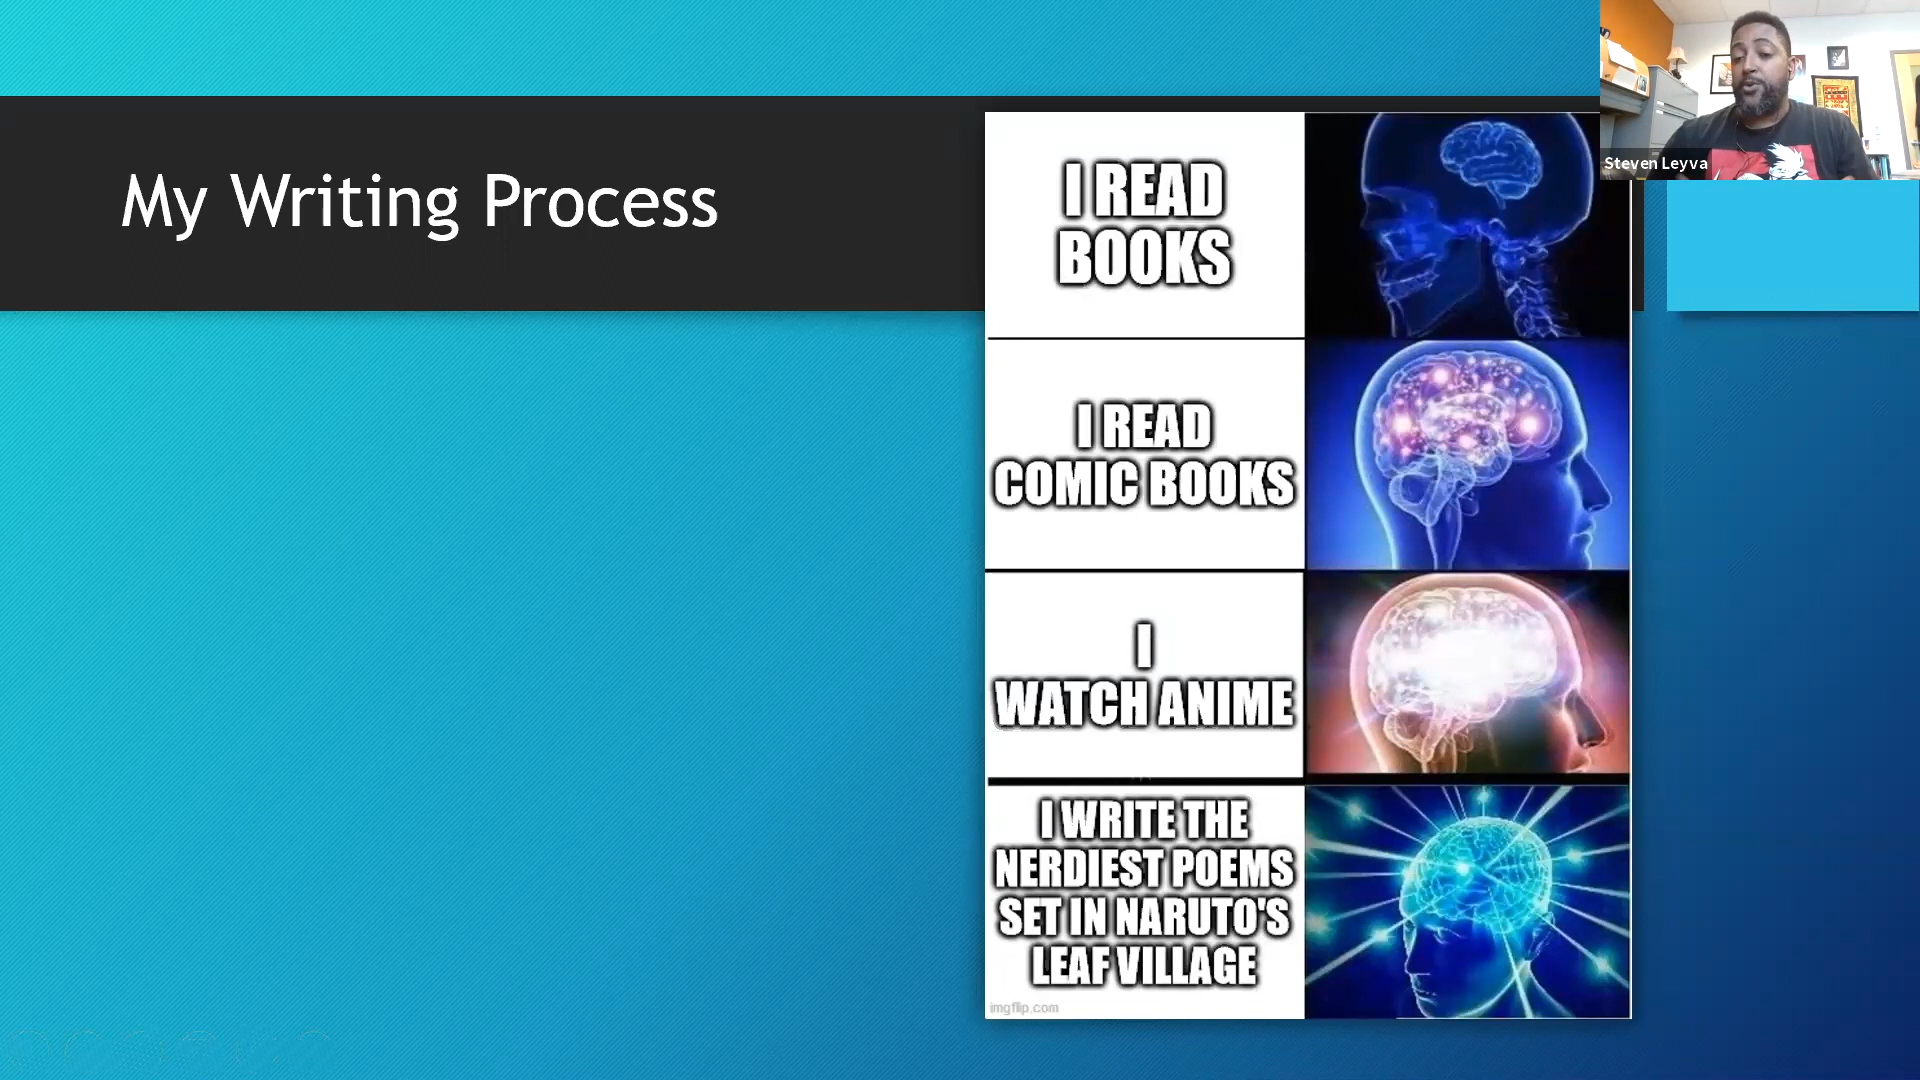 My Writing Process
I READ
BOOKS
I READ
COMIC BOOKS
I
WATCH ANIME
I WRITE THE
NERDIEST POEMS
SET IN NARUTO'S
LEAF VILLAGE
imgflip.com
Steven Leyva